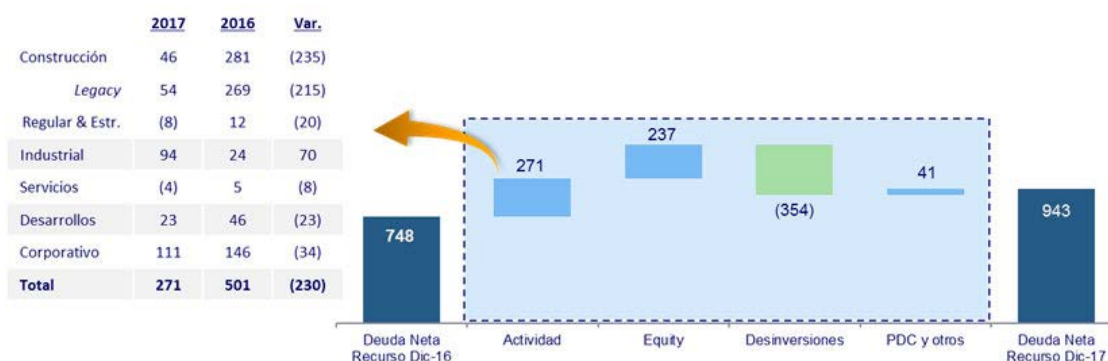 2017 2016 Var.
Construcción 46 281 (235)
Legacy 54 269 (215)
Regular & Estr. (8) 12 (20)
Industrial 94 24 70
Servicios (4) 5 (8)
Desarrollos 23 46 (23)
Corporativo 111 146 (34)
Total 271 501 (230)
748
271
237
(354)
41
943
Deuda Neta
Recurso Dic-16
Actividad
Equity
Desinversiones
PDC y otros
Deuda Neta
Recurso Dic-17